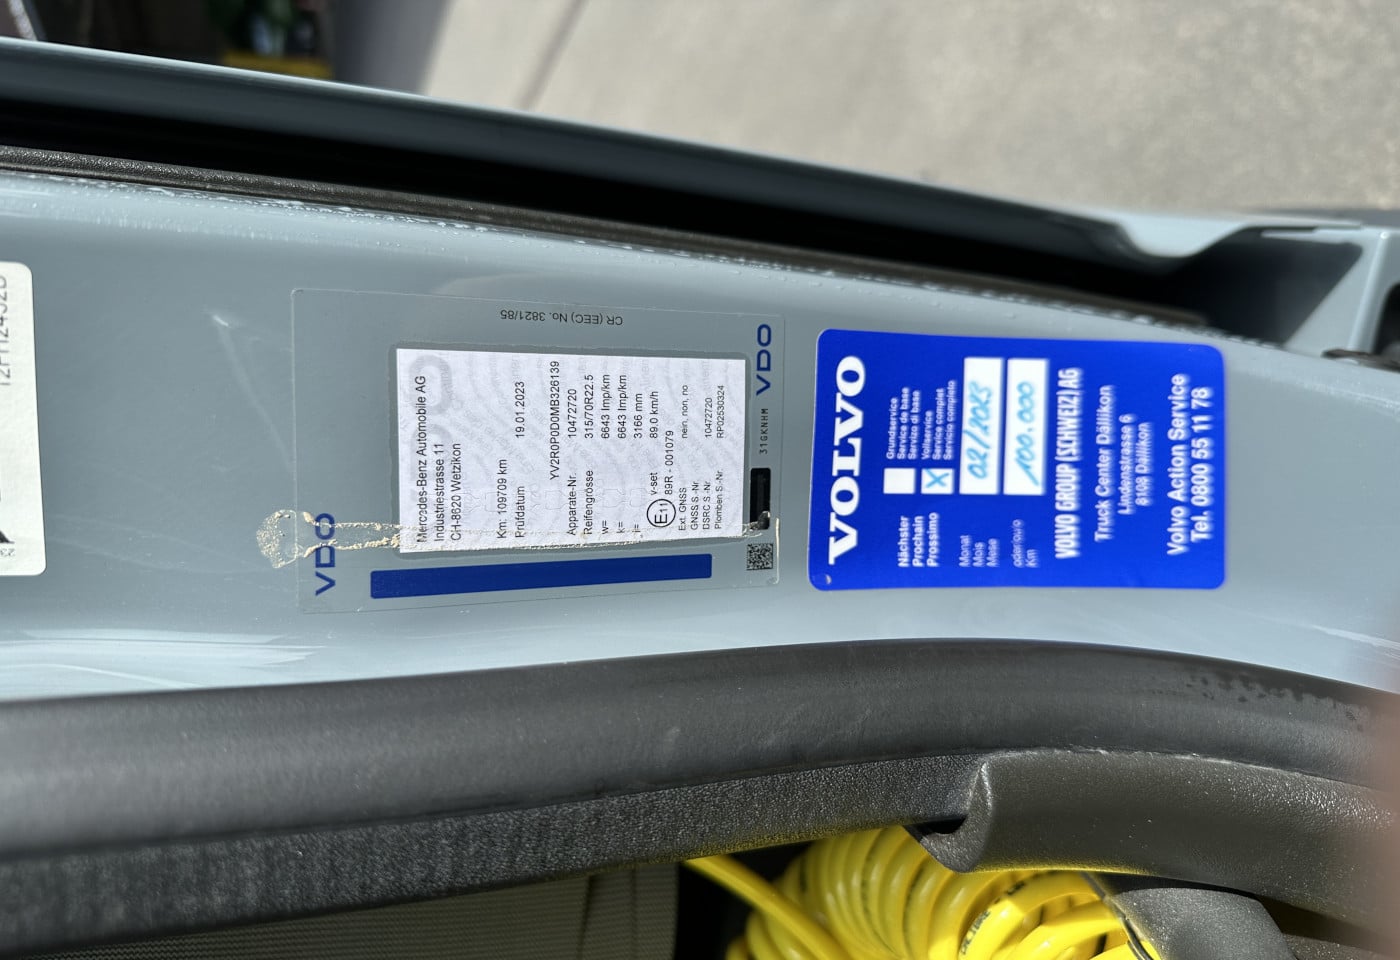 CR (EEC) No. 3821/85
VDO
VDO
Mercedes-Benz Automobile AG
Industriestrasse 11
CH-8620 Wetzikon
Km: 109709 km
Prüfdatum 19.01.2023
YV2R0P0D0MB326139
Apparate-Nr. 10472720
Reifengrösse 315/70R22.5
w= 6643 Imp/km
k= 6643 Imp/km
l= 3166 mm
E11 v-set 89.0 km/h
89R - 001079
Ext. GNSS nein, non, no
GNSS S.-Nr.
DSRC S.-Nr. 10472720
Plomben S.-Nr. RP02530324
31GKNHM
VOLVO
Grundservice
Service de base
Servizo di base
Vollservice
Service complet
Servicio completo
Nächster
Prochain
Prossimo
Monat
Mois
Mese
02/2023
oder/ou/o
Km
100.000
VOLVO GROUP (SCHWEIZ) AG
Truck Center Dällikon
Lindenstrasse 6
8108 Dällikon
Volvo Action Service
Tel. 0800 55 11 78
23